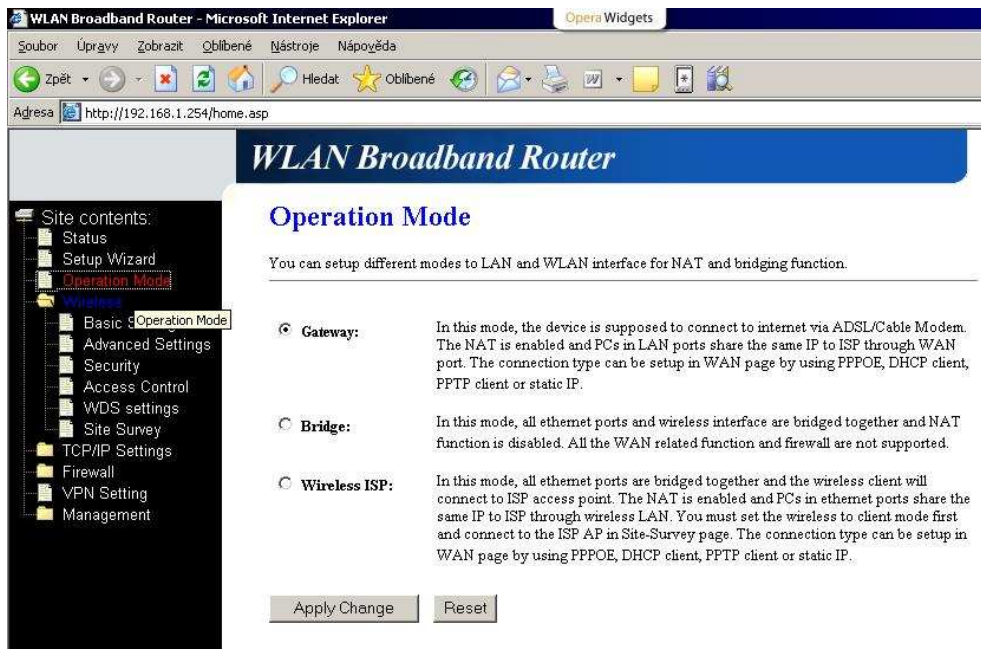 WLAN Broadband Router - Microsoft Internet Explorer
Opera Widgets
Soubor Úpravy Zobrazit Oblíbené Nástroje Nápověda
Zpět Hledat Oblíbené
Adresa http://192.168.1.254/home.asp
WLAN Broadband Router
Site contents:
Status
Setup Wizard
Operation Mode
Wireless
Basic
Operation Mode
Advanced Settings
Security
Access Control
WDS settings
Site Survey
TCP/IP Settings
Firewall
VPN Setting
Management
Operation Mode
You can setup different modes to LAN and WLAN interface for NAT and bridging function.
Gateway:
In this mode, the device is supposed to connect to internet via ADSL/Cable Modem.
The NAT is enabled and PCs in LAN ports share the same IP to ISP through WAN
port. The connection type can be setup in WAN page by using PPPOE, DHCP client,
PPTP client or static IP.
Bridge:
In this mode, all ethernet ports and wireless interface are bridged together and NAT
function is disabled. All the WAN related function and firewall are not supported.
Wireless ISP:
In this mode, all ethernet ports are bridged together and the wireless client will
connect to ISP access point. The NAT is enabled and PCs in ethernet ports share the
same IP to ISP through wireless LAN. You must set the wireless to client mode first
and connect to the ISP AP in Site-Survey page. The connection type can be setup in
WAN page by using PPPOE, DHCP client, PPTP client or static IP.
Apply Change Reset